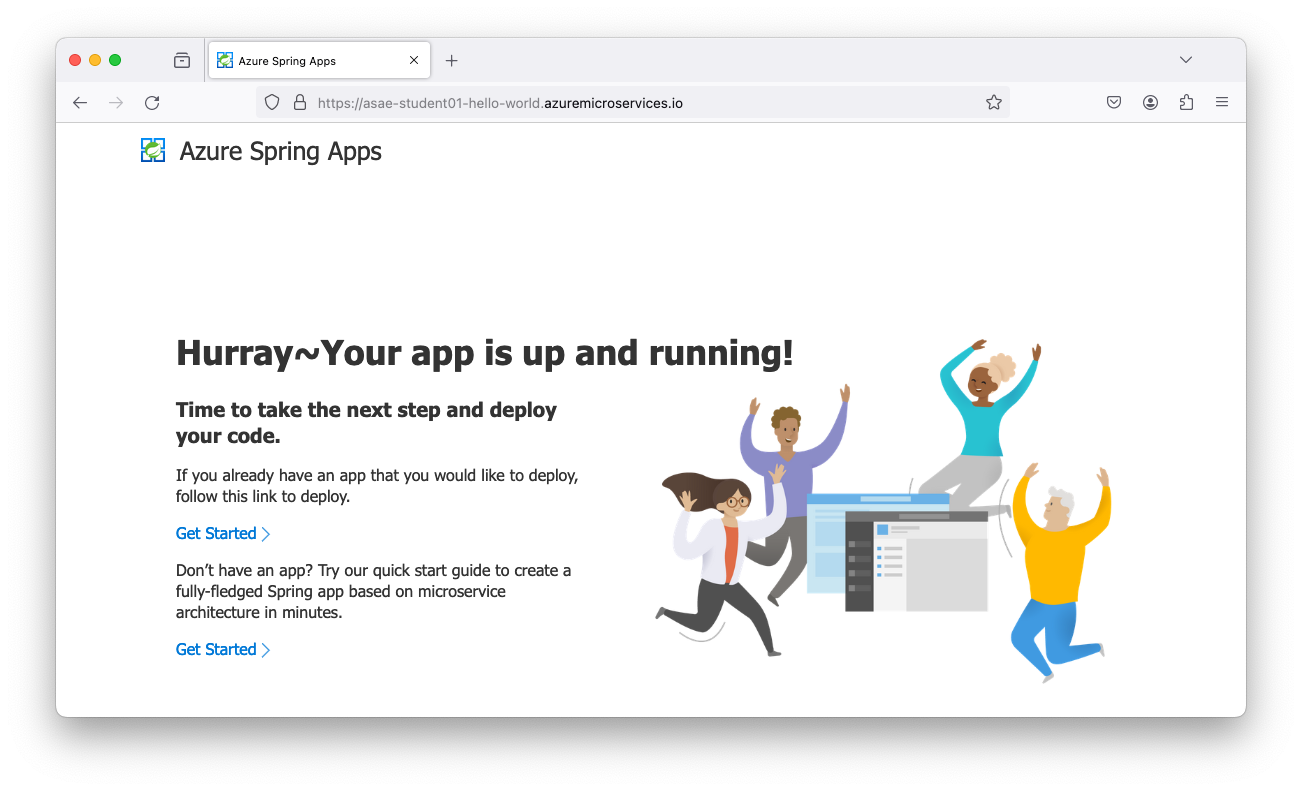 Azure Spring Apps
https://asae-student01-hello-world.azuremicroservices.io
Azure Spring Apps
Hurray~Your app is up and running!
Time to take the next step and deploy
your code.
If you already have an app that you would like to deploy,
follow this link to deploy.
Get Started
Don’t have an app? Try our quick start guide to create a
fully-fledged Spring app based on microservice
architecture in minutes.
Get Started